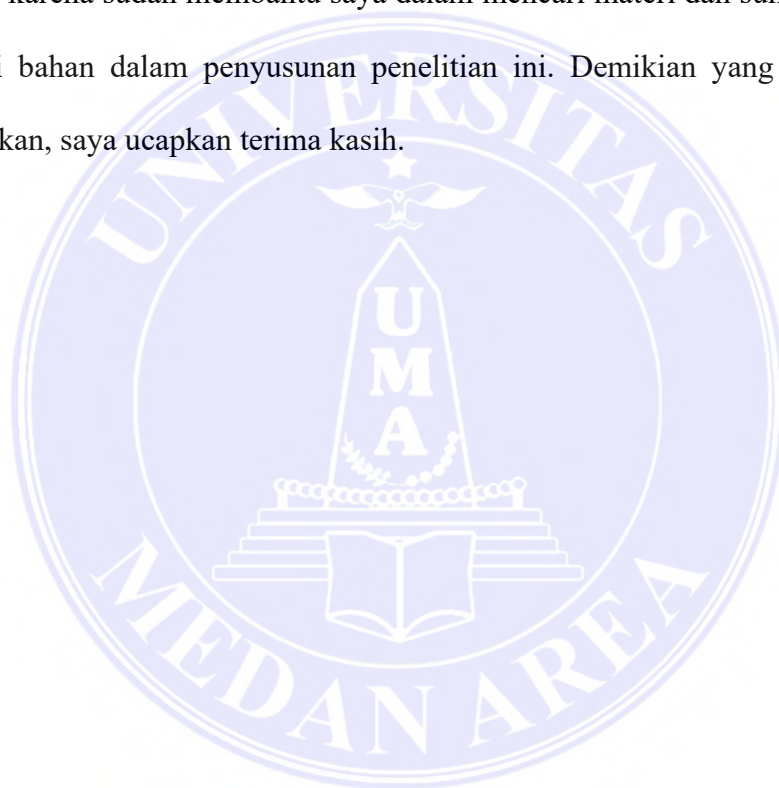 karena sudah membantu saya dalam mencari materi dan
bahan dalam penyusunan penelitian ini. Demikian yang
kan, saya ucapkan terima kasih.
UNIVERSITAS
UMA
MEDAN AREA